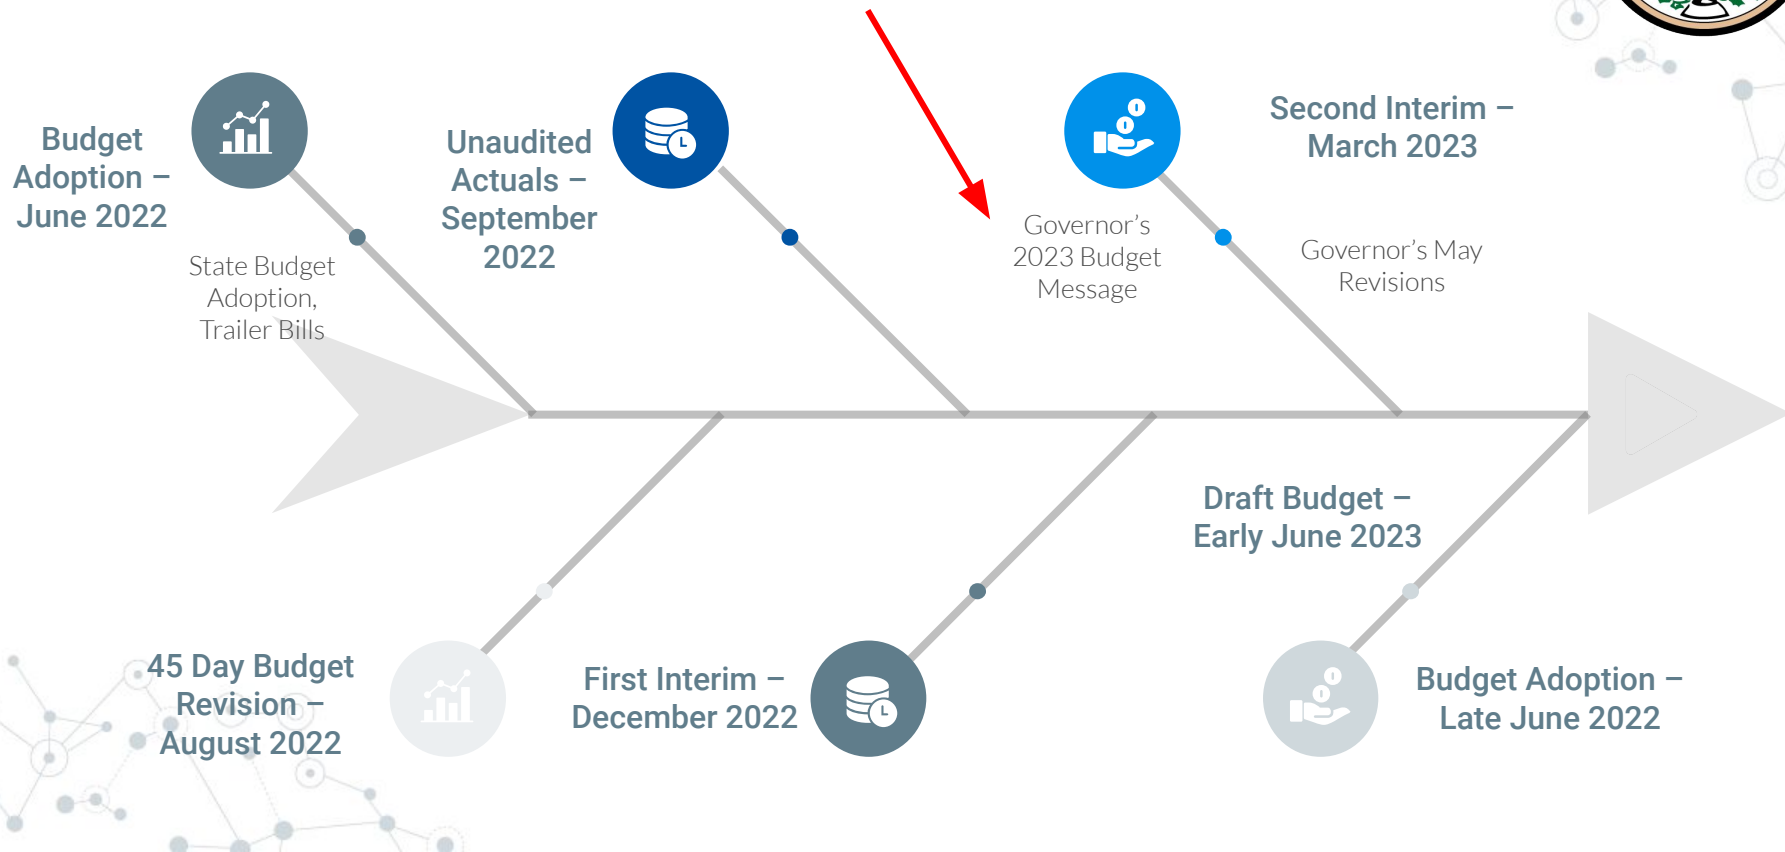 Budget
Adoption –
June 2022
State Budget
Adoption,
Trailer Bills
Unaudited
Actuals –
September
2022
Governor’s
2023 Budget
Message
Second Interim –
March 2023
Governor’s May
Revisions
45 Day Budget
Revision –
August 2022
First Interim –
December 2022
Draft Budget –
Early June 2023
Budget Adoption –
Late June 2022